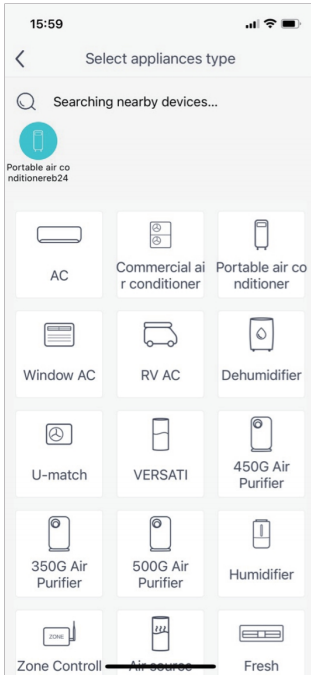 15:59
Select appliances type
Searching nearby devices...
Portable air co
nditionereb24
AC
Commercial ai
r conditioner
Portable air co
nditioner
Window AC
RV AC
Dehumidifier
U-match
VERSATI
450G Air
Purifier
350G Air
Purifier
500G Air
Purifier
Humidifier
ZONE
Zone Controll
Air source
Fresh